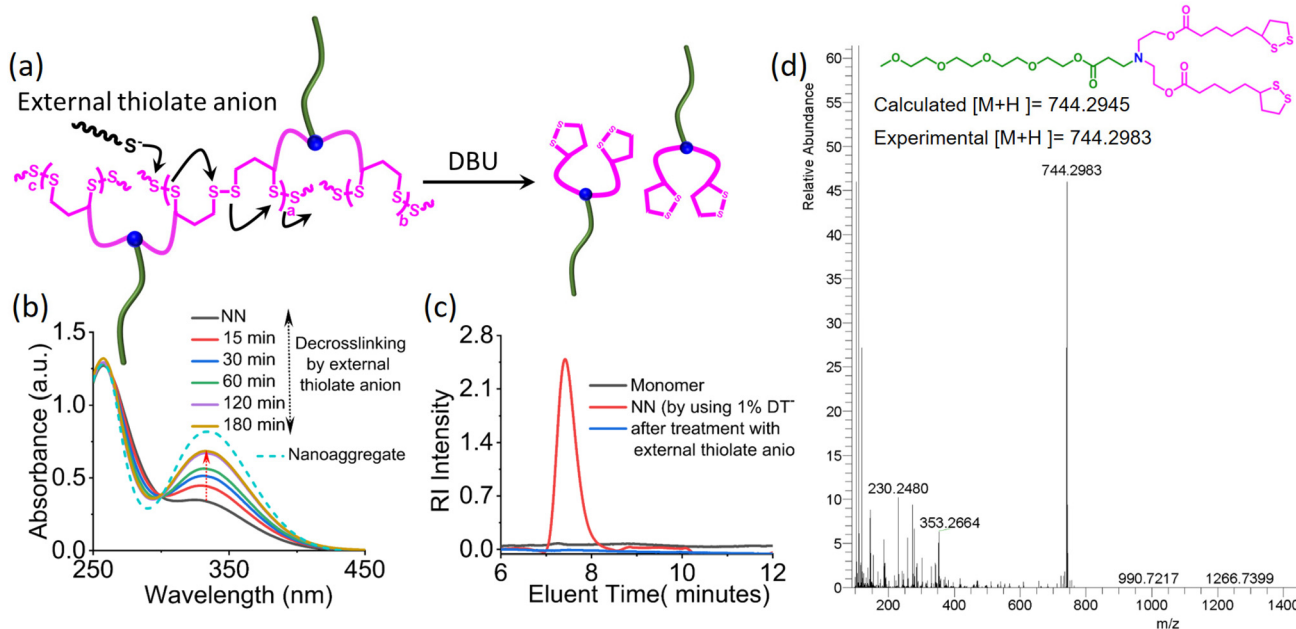 (a)
External thiolate anion
S-
S
S
c
S
S
S
S
S
S
S
S
a
S
S
S
S
b
DBU
S
S
S
S
S
S
S
S
(b)
Absorbance (a.u.)
1.5
1.0
0.5
0.0
250
300
350
400
450
Wavelength (nm)
NN
15 min
30 min
60 min
120 min
180 min
Nanoaggregate
Decrosslinking
by external
thiolate anion
(c)
RI Intensity
2.8
2.1
1.4
0.7
0.0
6
8
10
12
Eluent Time( minutes)
Monomer
NN (by using 1% DT-
after treatment with
external thiolate anio
(d)
O
O
O
O
O
O
N
O
O
S
S
O
O
S
S
Calculated [M+H ]= 744.2945
Experimental [M+H ]= 744.2983
Relative Abundance
60
55
50
45
40
35
30
25
20
15
10
5
0
744.2983
230.2480
353.2664
990.7217
1266.7399
200
400
600
800
1000
1200
1400
m/z